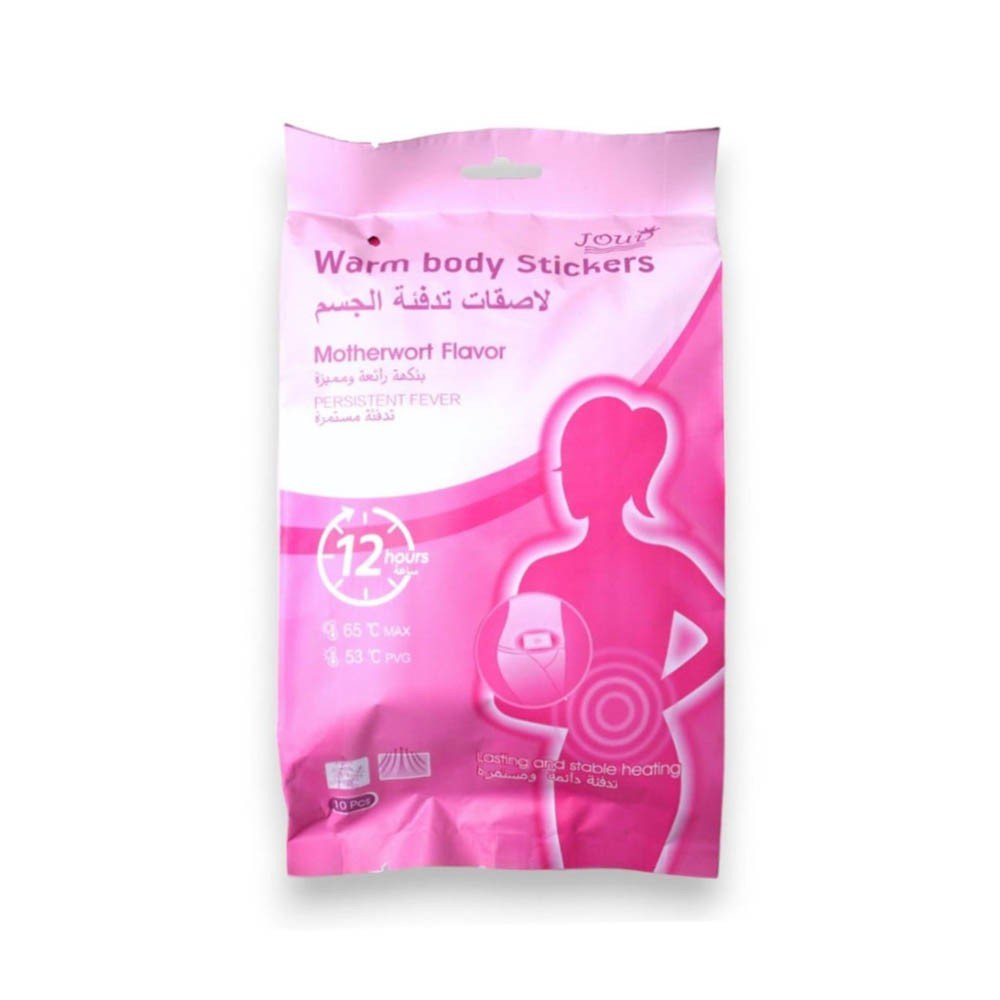 JOUD
Warm body Stickers
لاصقات تدفئة الجسم
Motherwort Flavor
بنكهة رائعة ومميزة
PERSISTENT FEVER
تدفئة مستمرة
12 hours
ساعة
65 ℃ MAX
53 ℃ PVG
Lasting and stable heating
تدفئة دائمة ومستمرة
10 Pcs